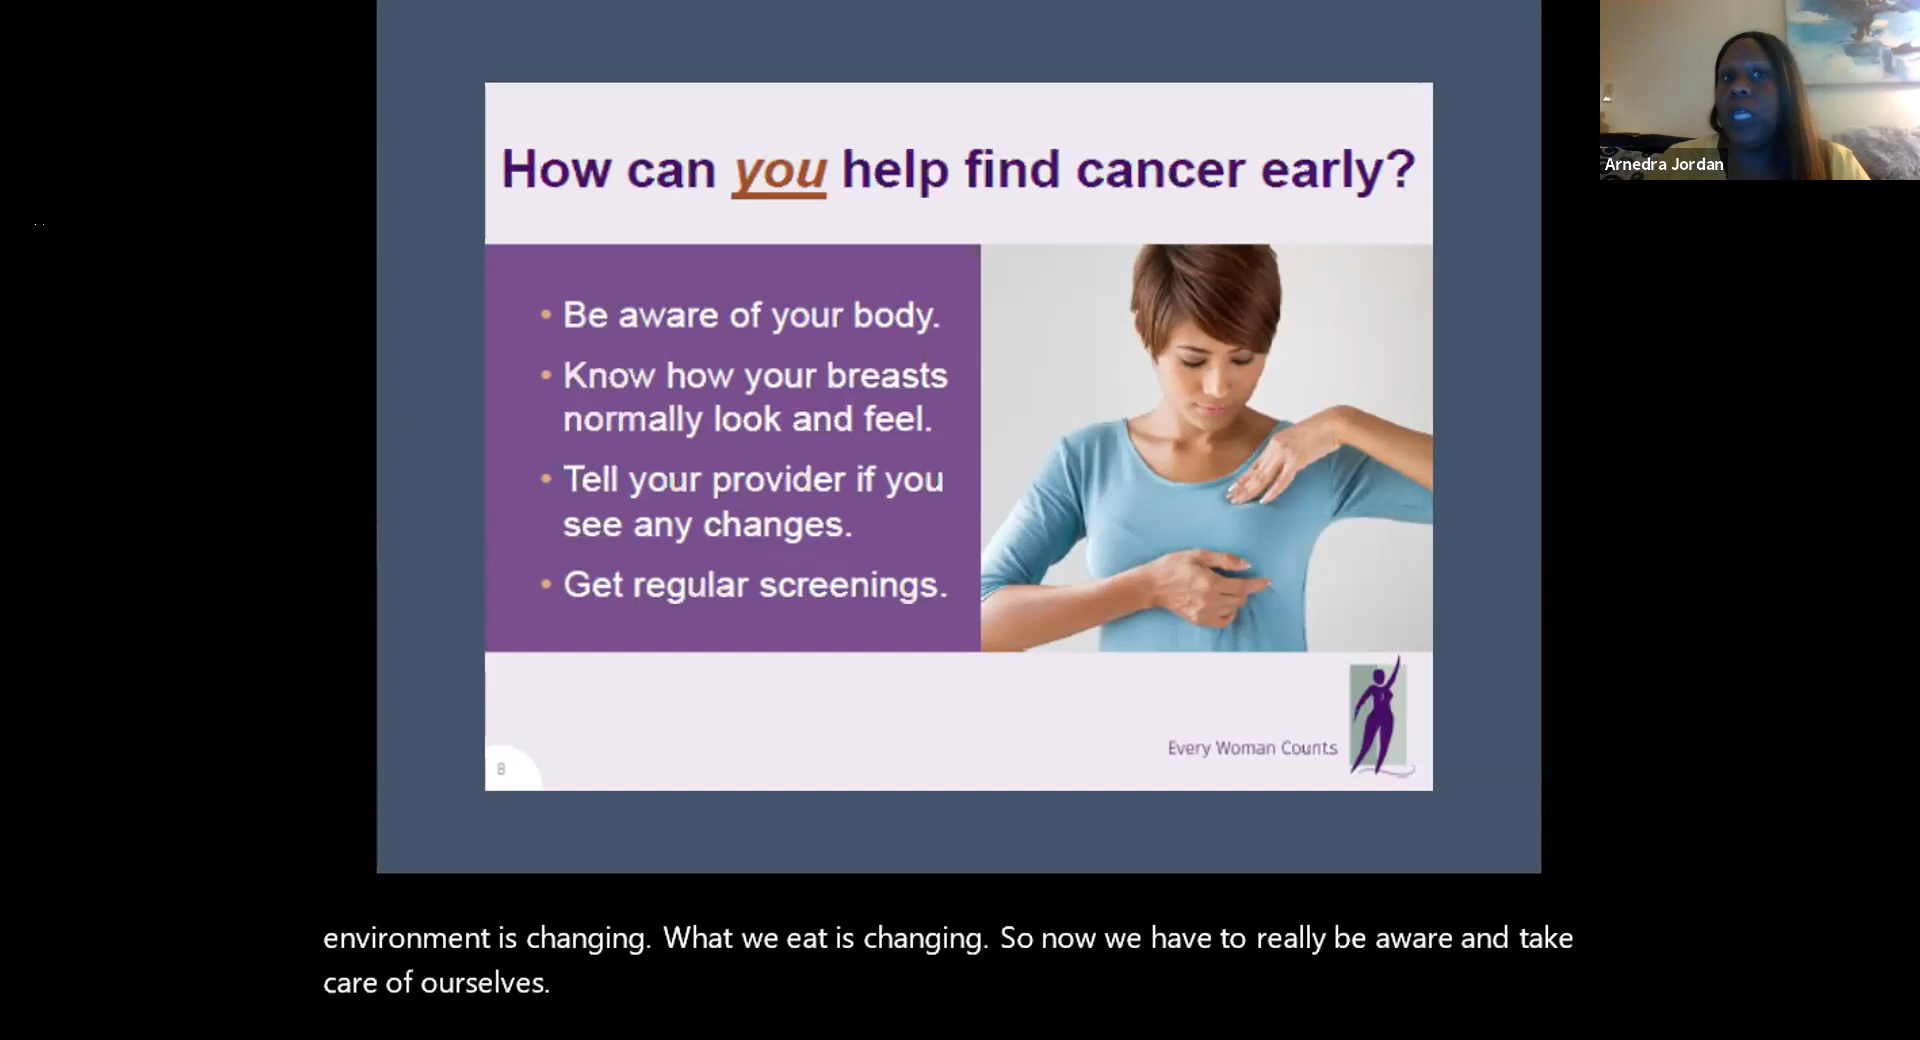 How can you help find cancer early?
• Be aware of your body.
• Know how your breasts
normally look and feel.
• Tell your provider if you
see any changes.
• Get regular screenings.
Every Woman Counts
8
Arnedra Jordan
environment is changing. What we eat is changing. So now we have to really be aware and take
care of ourselves.